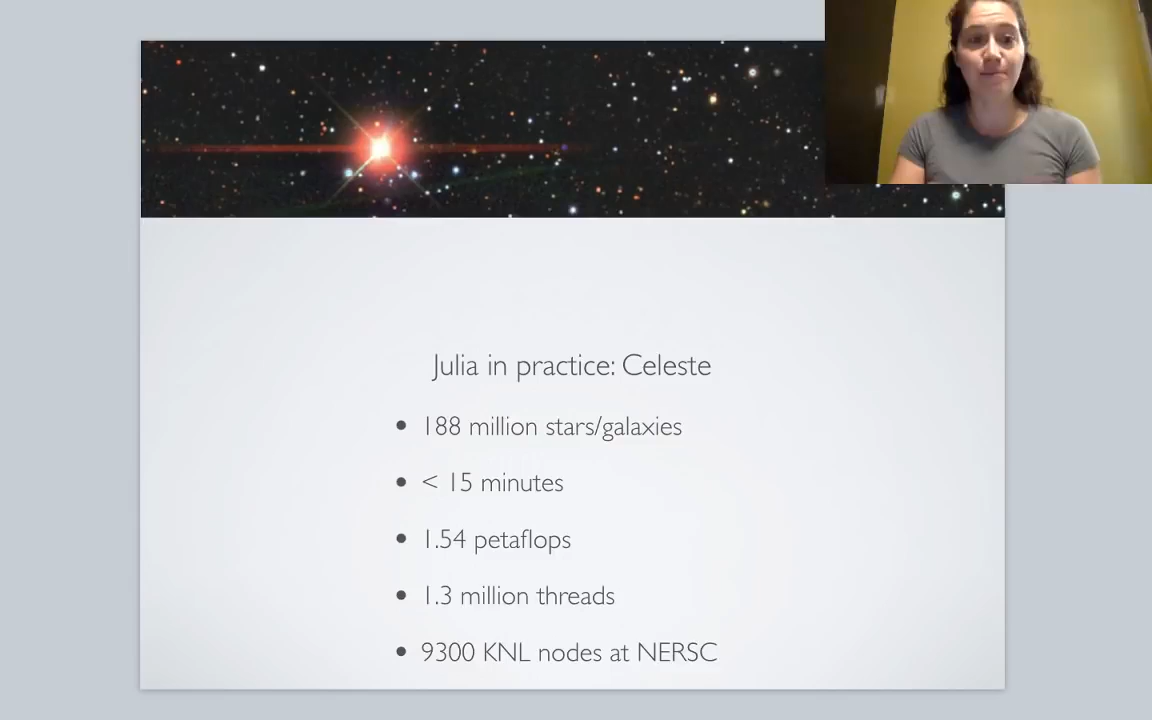 Julia in practice: Celeste
• 188 million stars/galaxies
• < 15 minutes
• 1.54 petaflops
• 1.3 million threads
• 9300 KNL nodes at NERSC